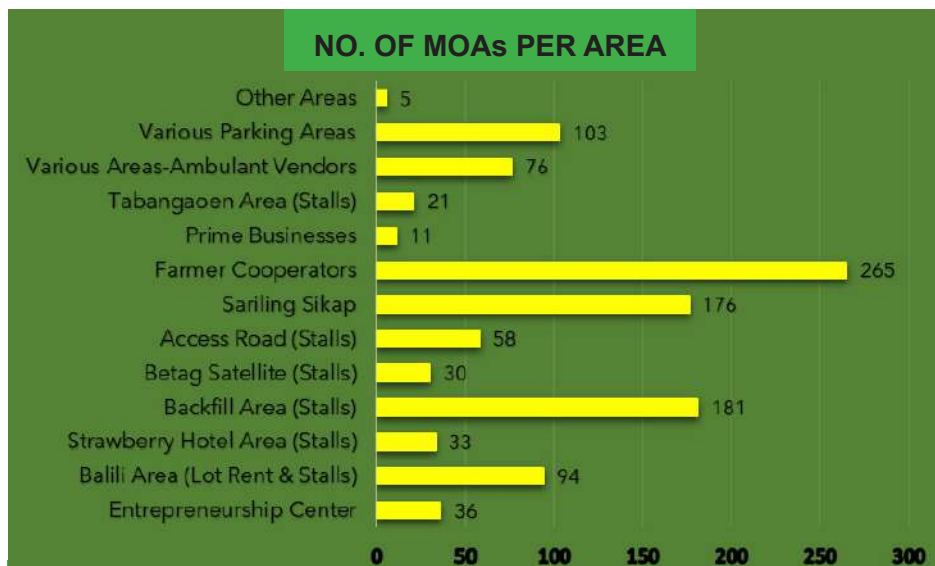 NO. OF MOAs PER AREA
Other Areas 5
Various Parking Areas 103
Various Areas-Ambulant Vendors 76
Tabangaoen Area (Stalls) 21
Prime Businesses 11
Farmer Cooperators 265
Sariling Sikap 176
Access Road (Stalls) 58
Betag Satellite (Stalls) 30
Backfill Area (Stalls) 181
Strawberry Hotel Area (Stalls) 33
Balili Area (Lot Rent & Stalls) 94
Entrepreneurship Center 36
0 50 100 150 200 250 300